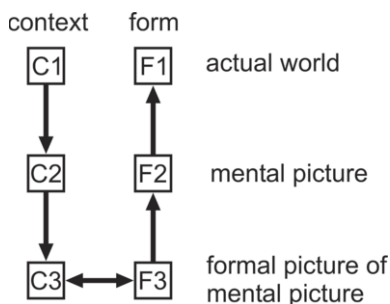 context form
C1 F1 actual world
C2 F2 mental picture
C3 F3 formal picture of
mental picture